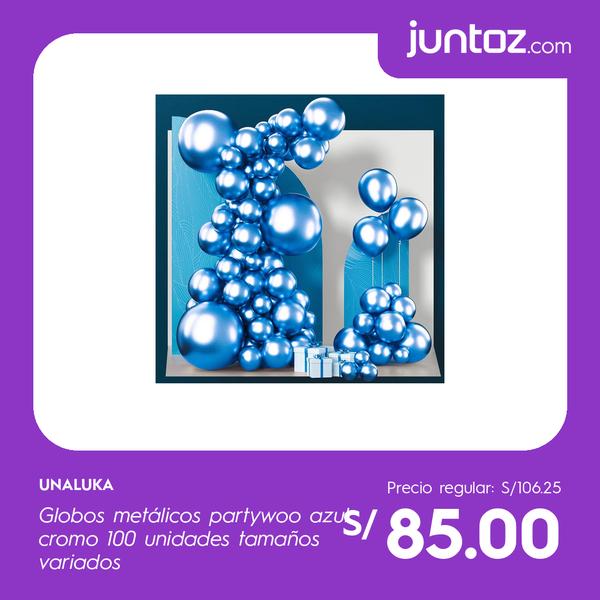 juntoz.com
UNALUKA
Globos metálicos partywoo azul
cromo 100 unidades tamaños
variados
Precio regular: S/106.25
S/ 85.00